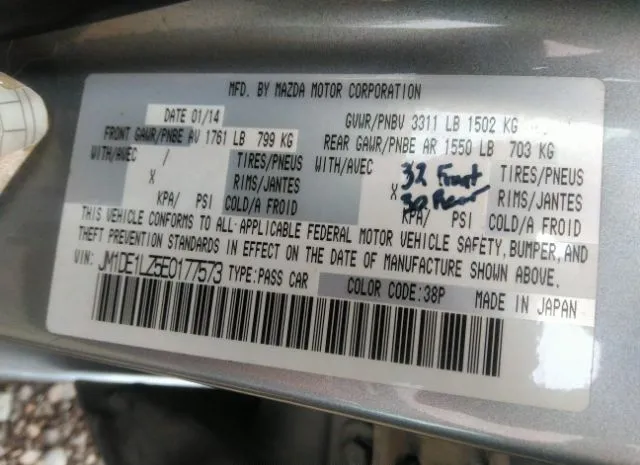 MFD. BY MAZDA MOTOR CORPORATION
DATE 01/14 GVWR/PNBV 3311 LB 1502 KG
FRONT GAWR/PNBE AV 1761 LB 799 KG REAR GAWR/PNBE AR 1550 LB 703 KG
WITH/AVEC / TIRES/PNEUS WITH/AVEC 32 Front TIRES/PNEUS
X RIMS/JANTES X 30 Rear RIMS/JANTES
KPA/ PSI COLD/A FROID KPA/ PSI COLD/A FROID
THIS VEHICLE CONFORMS TO ALL APPLICABLE FEDERAL MOTOR VEHICLE SAFETY, BUMPER, AND
THEFT PREVENTION STANDARDS IN EFFECT ON THE DATE OF MANUFACTURE SHOWN ABOVE.
VIN: JM1DE1LZ5E0177573 TYPE:PASS CAR
COLOR CODE:38P MADE IN JAPAN